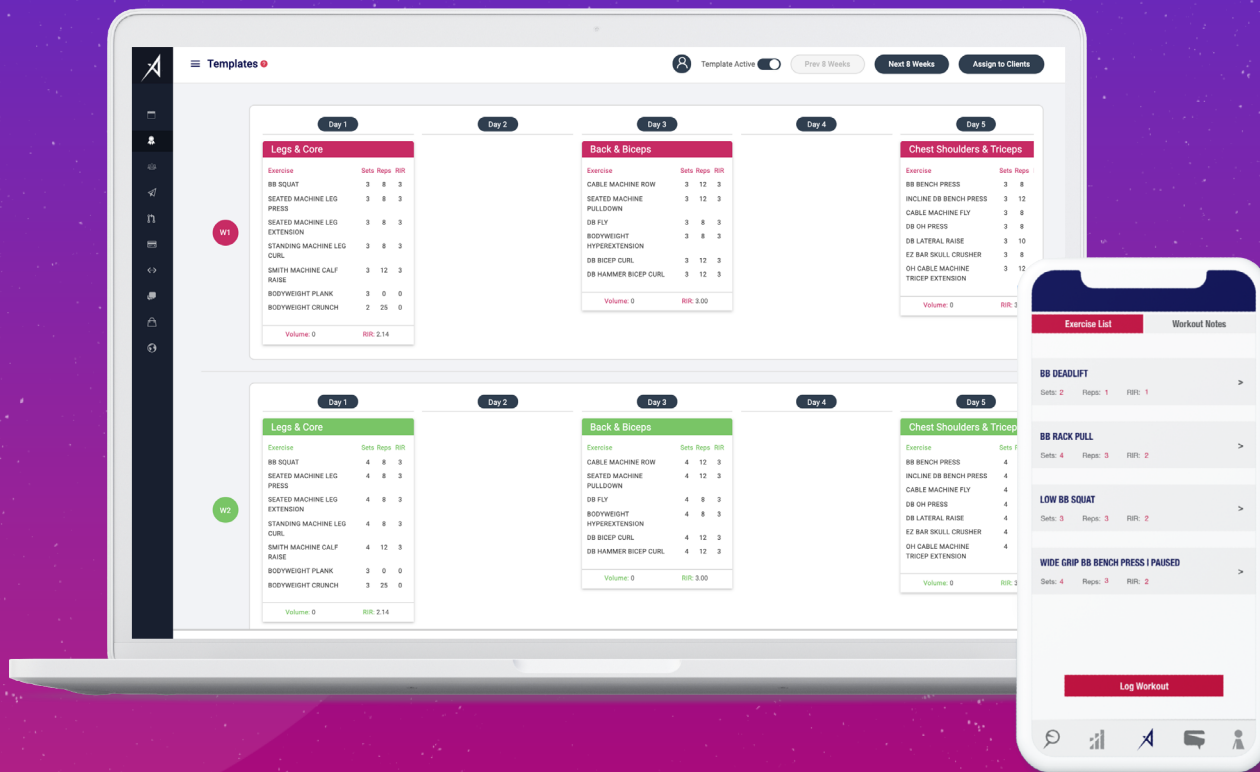 Templates
Template Active
Prev 8 Weeks
Next 8 Weeks
Assign to Clients
Day 1
Day 2
Day 3
Day 4
Day 5
W1
Legs & Core
Exercise Sets Reps RIR
BB SQUAT 3 8 3
SEATED MACHINE LEG 3 8 3
PRESS
SEATED MACHINE LEG 3 8 3
EXTENSION
STANDING MACHINE LEG 3 8 3
CURL
SMITH MACHINE CALF 3 12 3
RAISE
BODYWEIGHT PLANK 3 0 0
BODYWEIGHT CRUNCH 2 25 0
Volume: 0 RIR: 2.14
Back & Biceps
Exercise Sets Reps RIR
CABLE MACHINE ROW 3 12 3
SEATED MACHINE 3 12 3
PULLDOWN
DB FLY 3 8 3
BODYWEIGHT 3 8 3
HYPEREXTENSION
DB BICEP CURL 3 12 3
DB HAMMER BICEP CURL 3 12 3
Volume: 0 RIR: 3.00
Chest Shoulders & Triceps
Exercise Sets Reps
BB BENCH PRESS 3 8
INCLINE DB BENCH PRESS 3 12
CABLE MACHINE FLY 3 8
DB OH PRESS 3 8
DB LATERAL RAISE 3 10
EZ BAR SKULL CRUSHER 3 8
OH CABLE MACHINE 3 12
TRICEP EXTENSION
Volume: 0 RIR:
Day 1
Day 2
Day 3
Day 4
Day 5
W2
Legs & Core
Exercise Sets Reps RIR
BB SQUAT 4 8 3
SEATED MACHINE LEG 4 8 3
PRESS
SEATED MACHINE LEG 4 8 3
EXTENSION
STANDING MACHINE LEG 4 8 3
CURL
SMITH MACHINE CALF 4 12 3
RAISE
BODYWEIGHT PLANK 3 0 0
BODYWEIGHT CRUNCH 3 25 0
Volume: 0 RIR: 2.14
Back & Biceps
Exercise Sets Reps RIR
CABLE MACHINE ROW 4 12 3
SEATED MACHINE 4 12 3
PULLDOWN
DB FLY 4 8 3
BODYWEIGHT 4 8 3
HYPEREXTENSION
DB BICEP CURL 4 12 3
DB HAMMER BICEP CURL 4 12 3
Volume: 0 RIR: 3.00
Chest Shoulders & Tricep
Exercise Sets
BB BENCH PRESS 4
INCLINE DB BENCH PRESS 4
CABLE MACHINE FLY 4
DB OH PRESS 4
DB LATERAL RAISE 4
EZ BAR SKULL CRUSHER 4
OH CABLE MACHINE 4
TRICEP EXTENSION
Volume: 0 RIR:
Exercise List
Workout Notes
BB DEADLIFT
Sets: 2 Reps: 1 RIR: 1
>
BB RACK PULL
Sets: 4 Reps: 3 RIR: 2
>
LOW BB SQUAT
Sets: 3 Reps: 3 RIR: 2
>
WIDE GRIP BB BENCH PRESS | PAUSED
Sets: 4 Reps: 3 RIR: 2
>
Log Workout